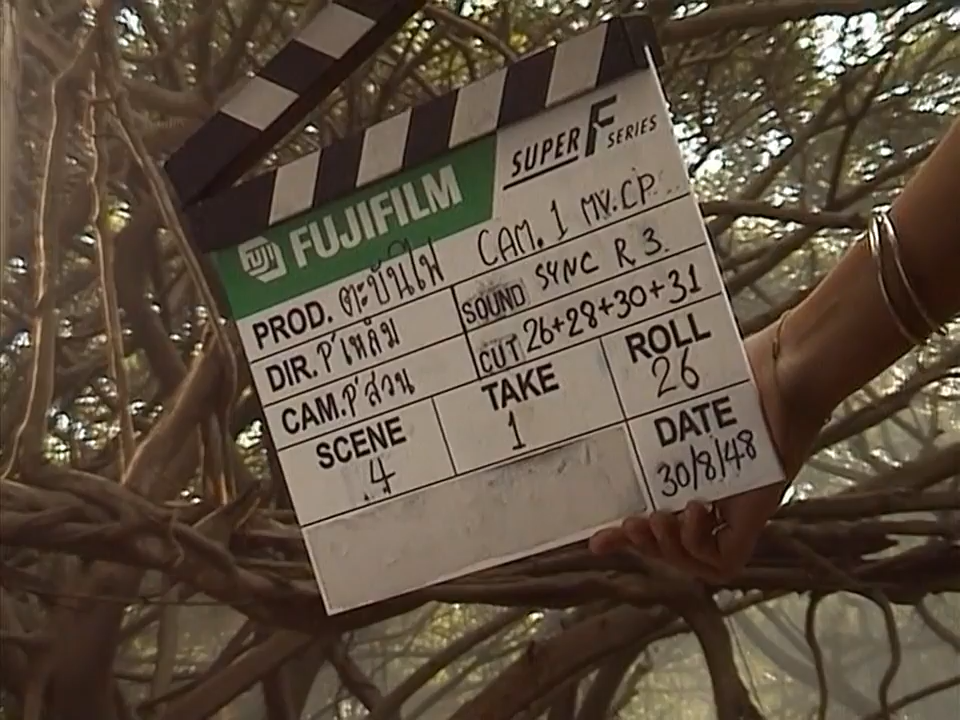 SUPER F SERIES
FUJI FUJIFILM
CAM. 1 MV.CP.
PROD. ตะบันไฟ
SOUND SYNC R 3.
DIR. P'เหลิม
CUT 26+28+30+31
CAM. P'ส่วน
SCENE 4
TAKE 1
ROLL 26
DATE 30/8/48